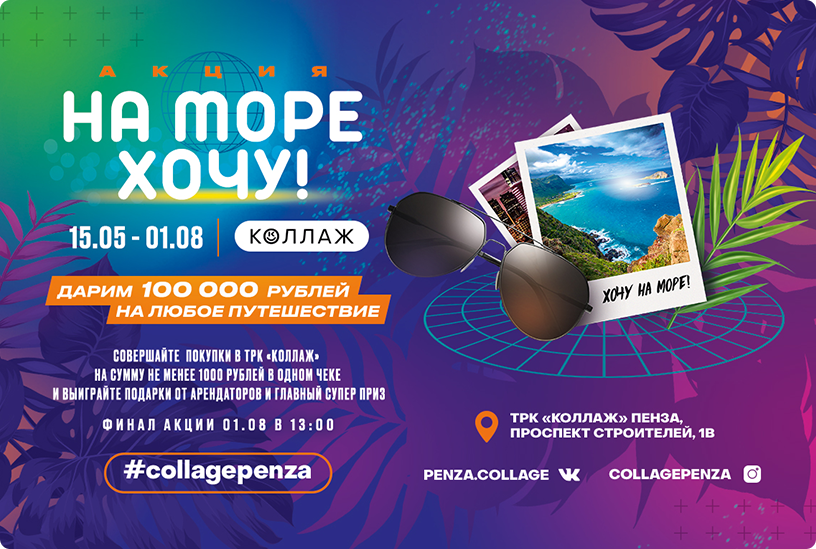 АКЦИЯ
НА МОРЕ
ХОЧУ!
15.05 - 01.08
КОЛЛАЖ
ДАРИМ 100 000 РУБЛЕЙ
НА ЛЮБОЕ ПУТЕШЕСТВИЕ
СОВЕРШАЙТЕ ПОКУПКИ В ТРК «КОЛЛАЖ»
НА СУММУ НЕ МЕНЕЕ 1000 РУБЛЕЙ В ОДНОМ ЧЕКЕ
И ВЫИГРАЙТЕ ПОДАРКИ ОТ АРЕНДАТОРОВ И ГЛАВНЫЙ СУПЕР ПРИЗ
ФИНАЛ АКЦИИ 01.08 В 13:00
#collagepenza
ХОЧУ НА МОРЕ!
ТРК «КОЛЛАЖ» ПЕНЗА,
ПРОСПЕКТ СТРОИТЕЛЕЙ, 1В
PENZA.COLLAGE
COLLAGEPENZA